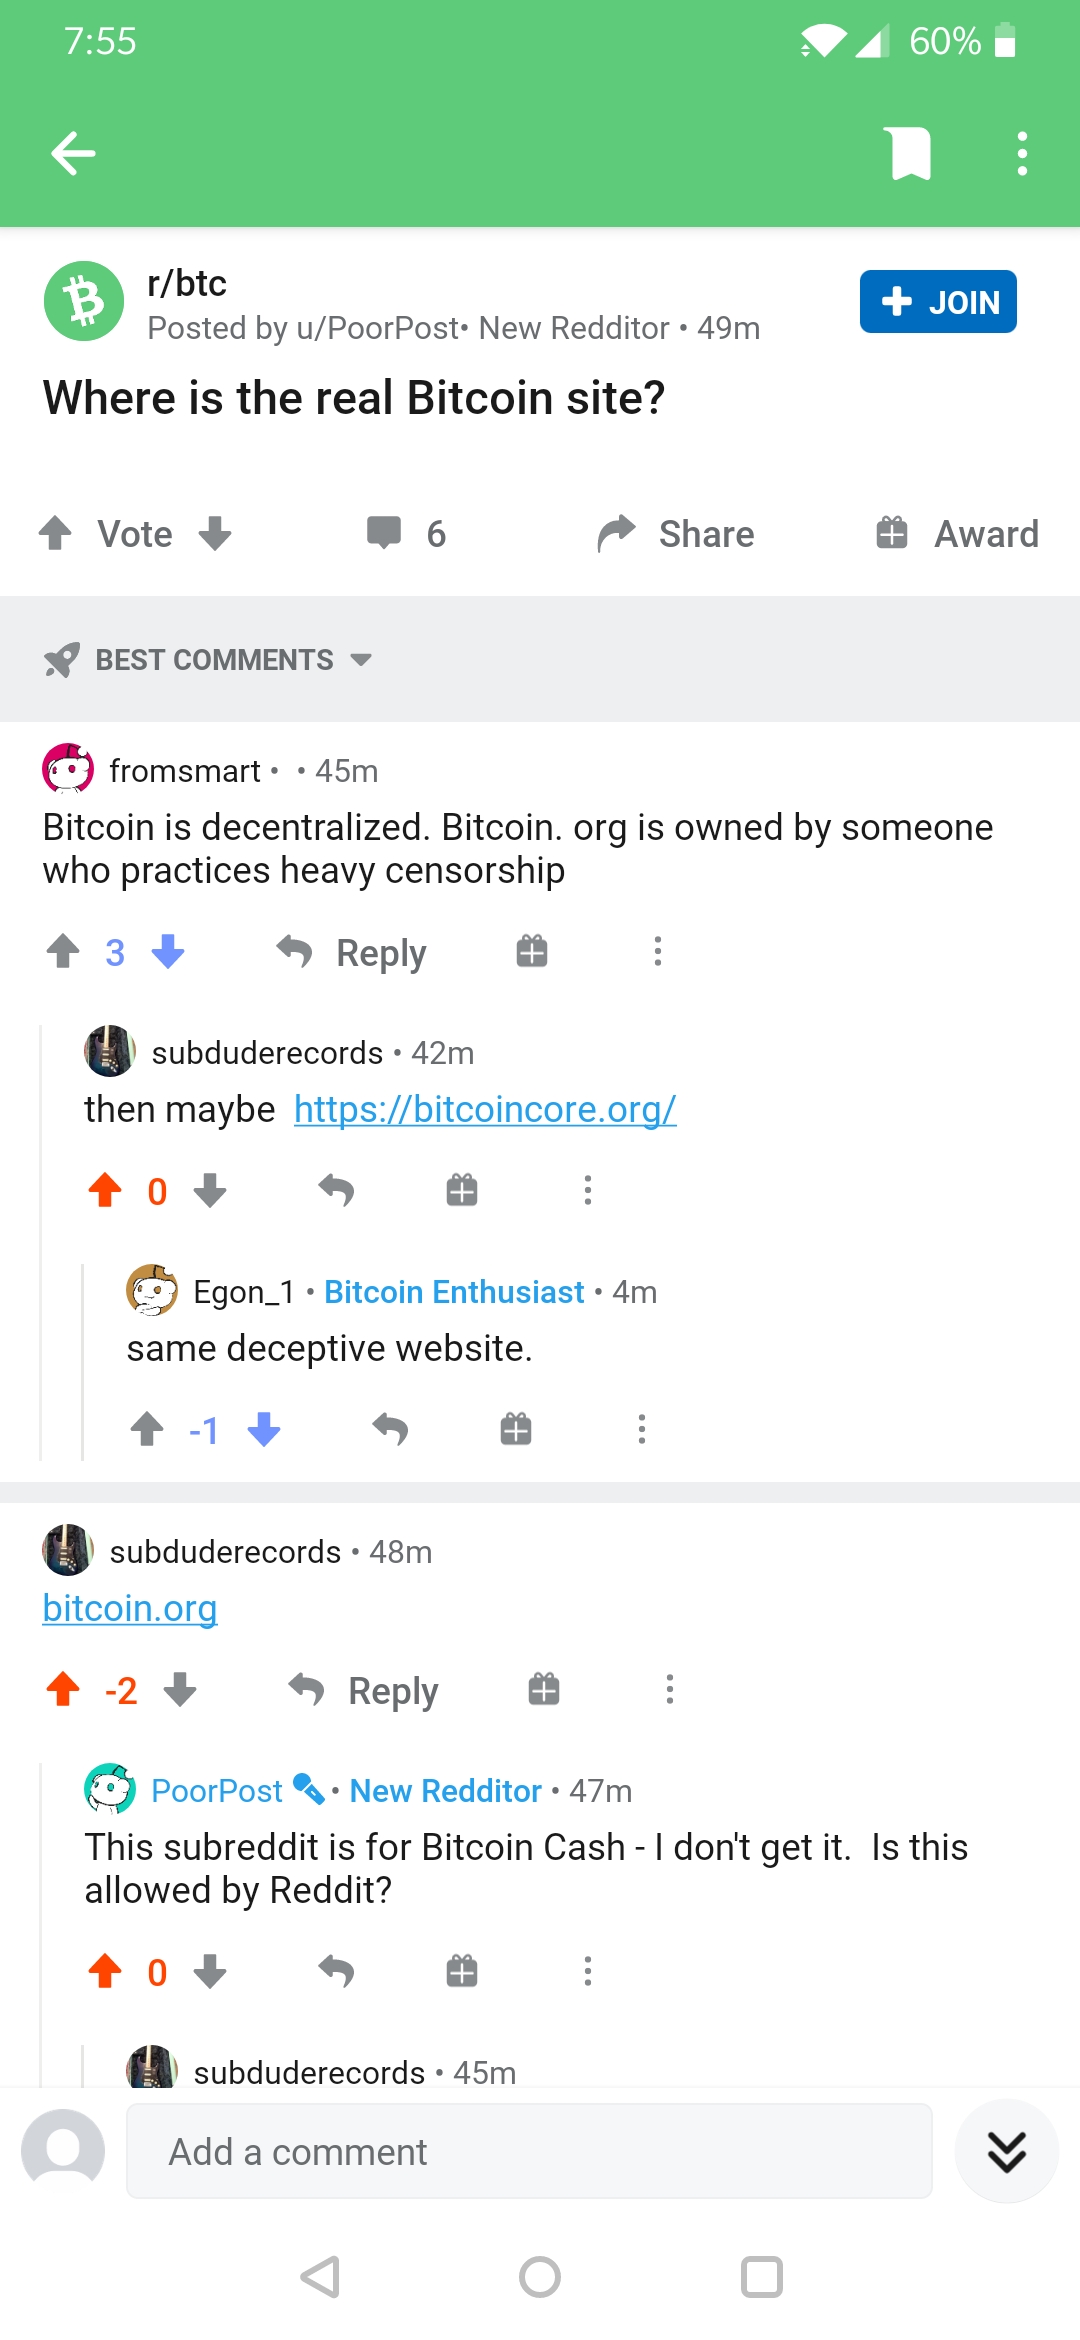 7:55
60%
r/btc
Posted by u/PoorPost• New Redditor • 49m
JOIN
Where is the real Bitcoin site?
Vote
6
Share
Award
BEST COMMENTS
fromsmart • • 45m
Bitcoin is decentralized. Bitcoin. org is owned by someone
who practices heavy censorship
3
Reply
subduderecords • 42m
then maybe https://bitcoincore.org/
0
Egon_1 • Bitcoin Enthusiast • 4m
same deceptive website.
-1
subduderecords • 48m
bitcoin.org
-2
Reply
PoorPost • New Redditor • 47m
This subreddit is for Bitcoin Cash - I don't get it. Is this
allowed by Reddit?
0
subduderecords • 45m
Add a comment